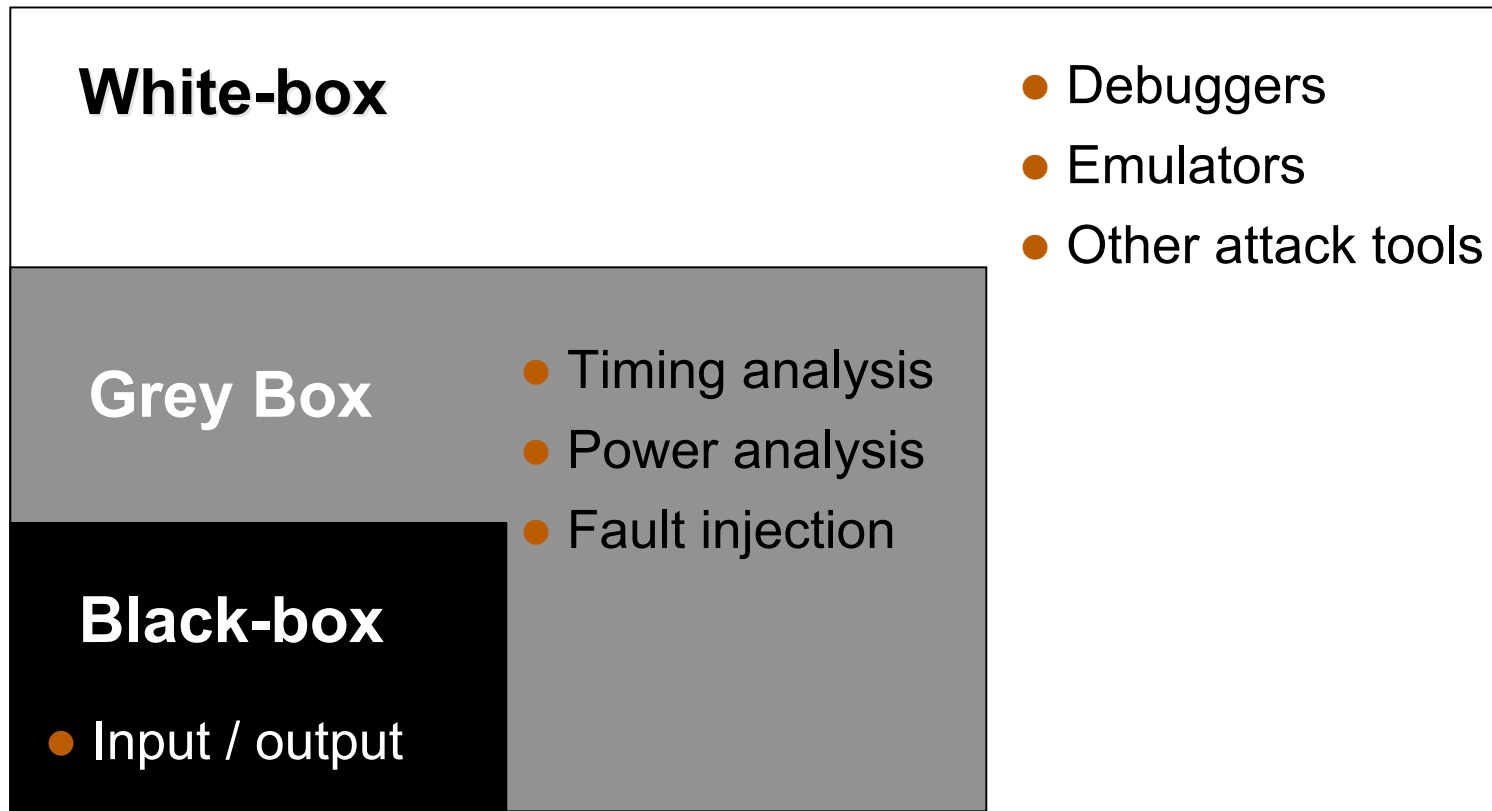 White-box
● Debuggers
● Emulators
● Other attack tools
Grey Box
● Timing analysis
● Power analysis
● Fault injection
Black-box
● Input / output